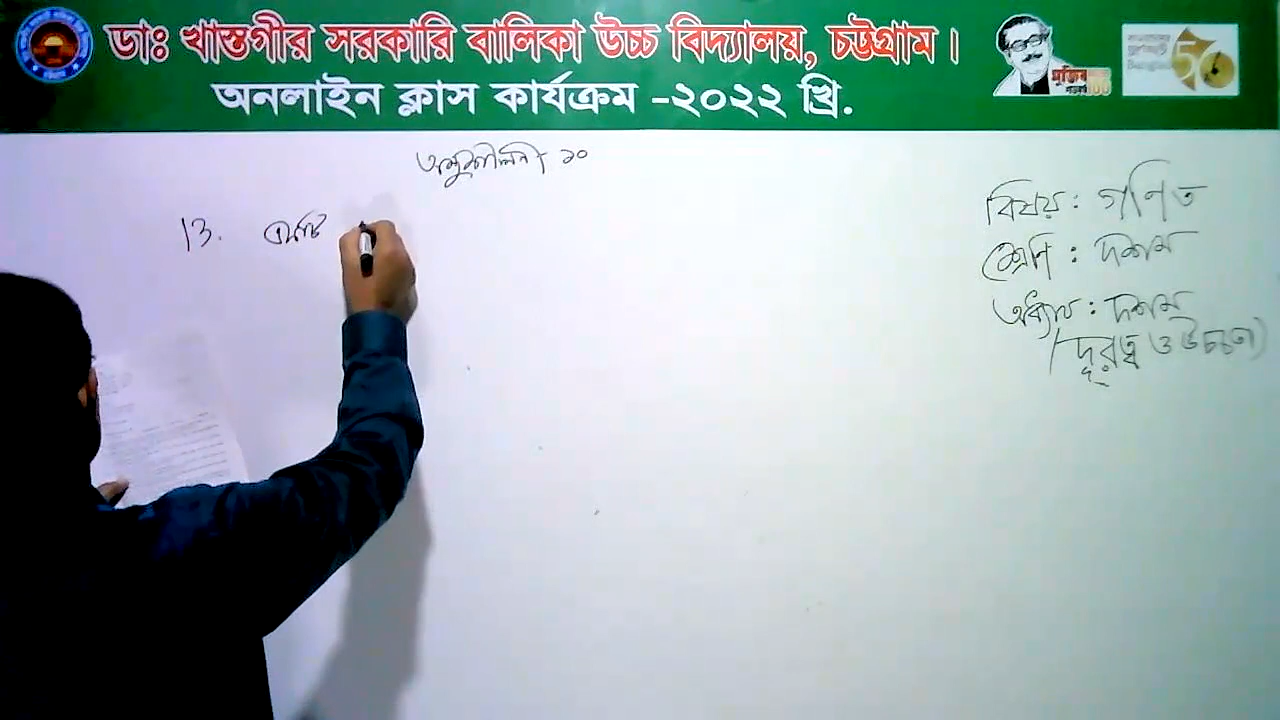 ডাঃ খাস্তগীর সরকারি বালিকা উচ্চ বিদ্যালয়, চট্টগ্রাম।
অনলাইন ক্লাস কার্যক্রম -২০২২ খ্রি.
অনুশীলনী ১০
13. একটি
বিষয়: গণিত
শ্রেণি: দশম
অধ্যায়: দশম
(দূরত্ব ও উচ্চতা)